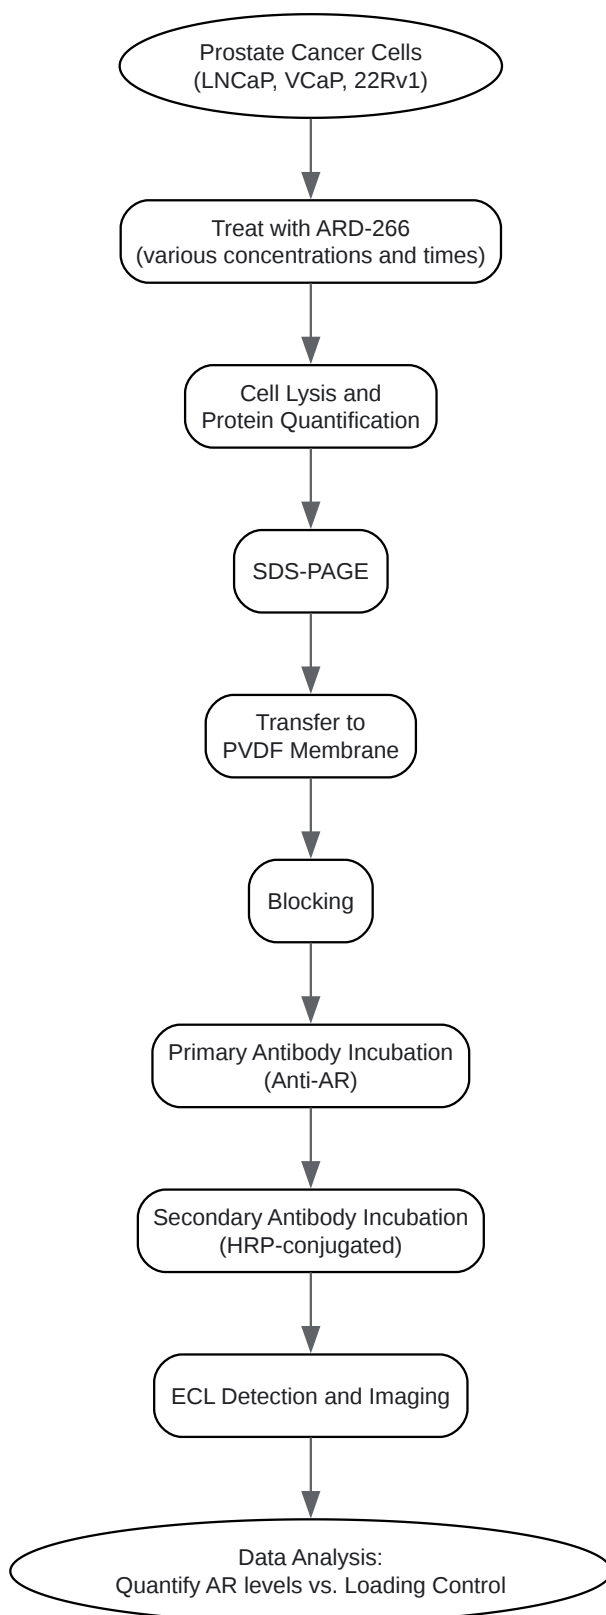 Prostate Cancer Cells
(LNCaP, VCaP, 22Rv1)
Treat with ARD-266
(various concentrations and times)
Cell Lysis and
Protein Quantification
SDS-PAGE
Transfer to
PVDF Membrane
Blocking
Primary Antibody Incubation
(Anti-AR)
Secondary Antibody Incubation
(HRP-conjugated)
ECL Detection and Imaging
Data Analysis:
Quantify AR levels vs. Loading Control